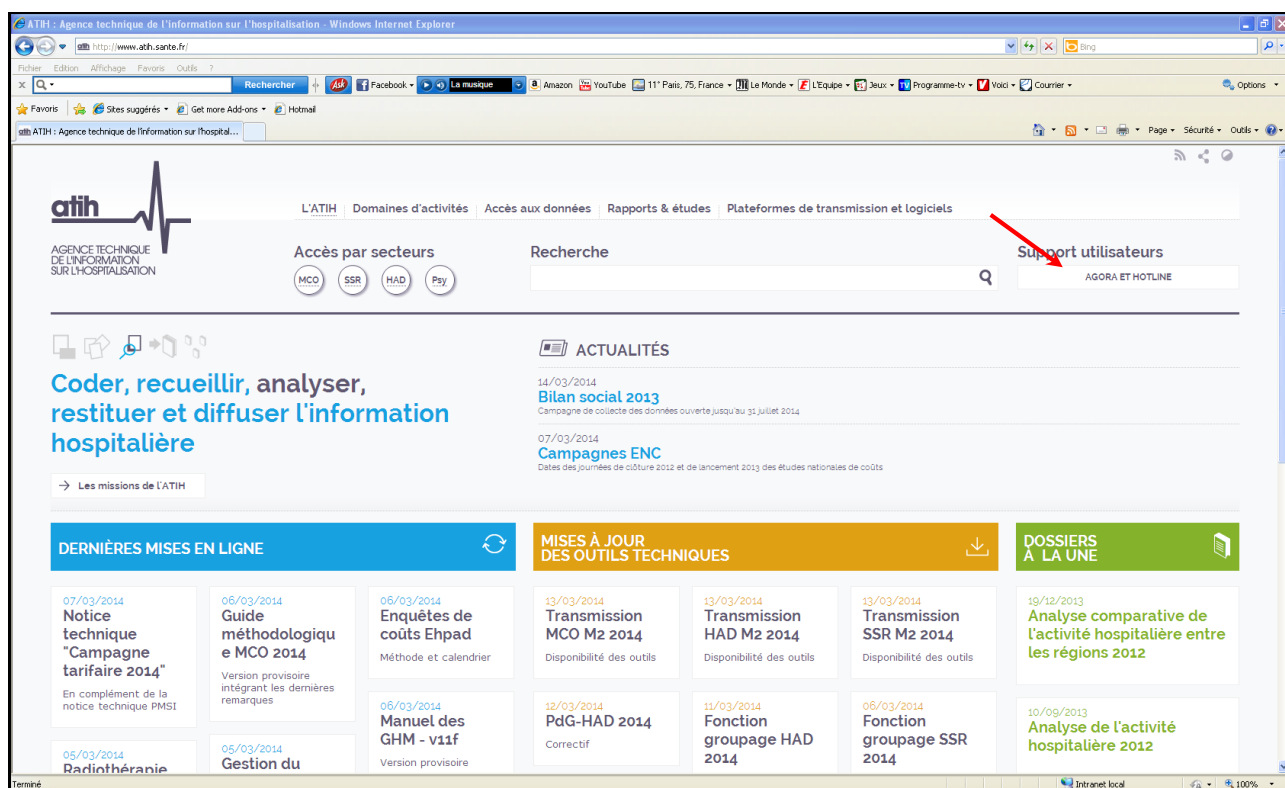 ATIH : Agence technique de l'information sur l'hospitalisation - Windows Internet Explorer
http://www.atih.sante.fr/
Bing
Fichier Edition Affichage Favoris Outils ?
x Q Rechercher Ask Facebook La musique Amazon YouTube 11° Paris, 75, France Le Monde L'Equipe Jeux Programme-tv Voici Courrier Options
Favoris Sites suggérés Get more Add-ons Hotmail
ATIH : Agence technique de l'information sur l'hospital... Page Sécurité Outils
atih
AGENCE TECHNIQUE
DE L'INFORMATION
SUR L'HOSPITALISATION
L'ATIH Domaines d'activités Accès aux données Rapports & études Plateformes de transmission et logiciels
Accès par secteurs
MCO SSR HAD Psy
Recherche
Support utilisateurs
AGORA ET HOTLINE
Coder, recueillir, analyser,
restituer et diffuser l'information
hospitalière
→ Les missions de l'ATIH
ACTUALITÉS
14/03/2014
Bilan social 2013
Campagne de collecte des données ouverte jusqu'au 31 juillet 2014
07/03/2014
Campagnes ENC
Dates des journées de clôture 2012 et de lancement 2013 des études nationales de coûts
DERNIÈRES MISES EN LIGNE
07/03/2014
Notice
technique
"Campagne
tarifaire 2014"
En complément de la
notice technique PMSI
05/03/2014
Radiothérapie
06/03/2014
Guide
méthodologiqu
e MCO 2014
Version provisoire
intégrant les dernières
remarques
05/03/2014
Gestion du
06/03/2014
Enquêtes de
coûts Ehpad
Méthode et calendrier
06/03/2014
Manuel des
GHM - v11f
Version provisoire
MISES À JOUR
DES OUTILS TECHNIQUES
13/03/2014
Transmission
MCO M2 2014
Disponibilité des outils
12/03/2014
PdG-HAD 2014
Correctif
13/03/2014
Transmission
HAD M2 2014
Disponibilité des outils
11/03/2014
Fonction
groupage HAD
2014
13/03/2014
Transmission
SSR M2 2014
Disponibilité des outils
06/03/2014
Fonction
groupage SSR
2014
DOSSIERS
À LA UNE
19/12/2013
Analyse comparative de
l'activité hospitalière entre
les régions 2012
10/09/2013
Analyse de l'activité
hospitalière 2012
Terminé Intranet local 100%